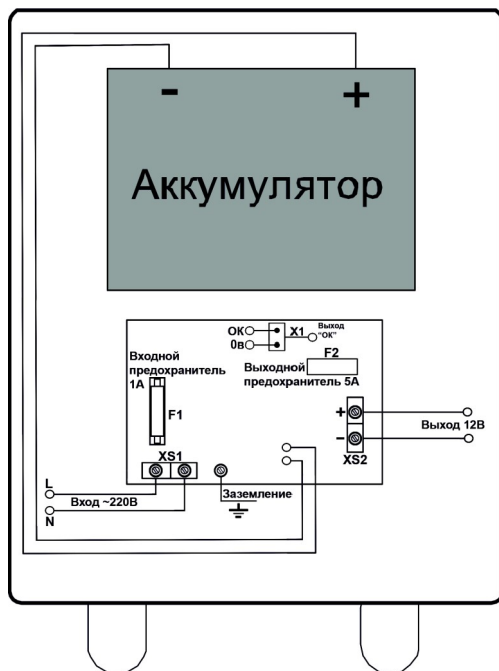 - +
Аккумулятор
ОК
0в
X1
Выход
"ОК"
Входной
предохранитель
1А
F1
F2
Выходной
предохранитель 5А
+
-
XS2
Выход 12В
XS1
L
Вход ~220В
N
Заземление